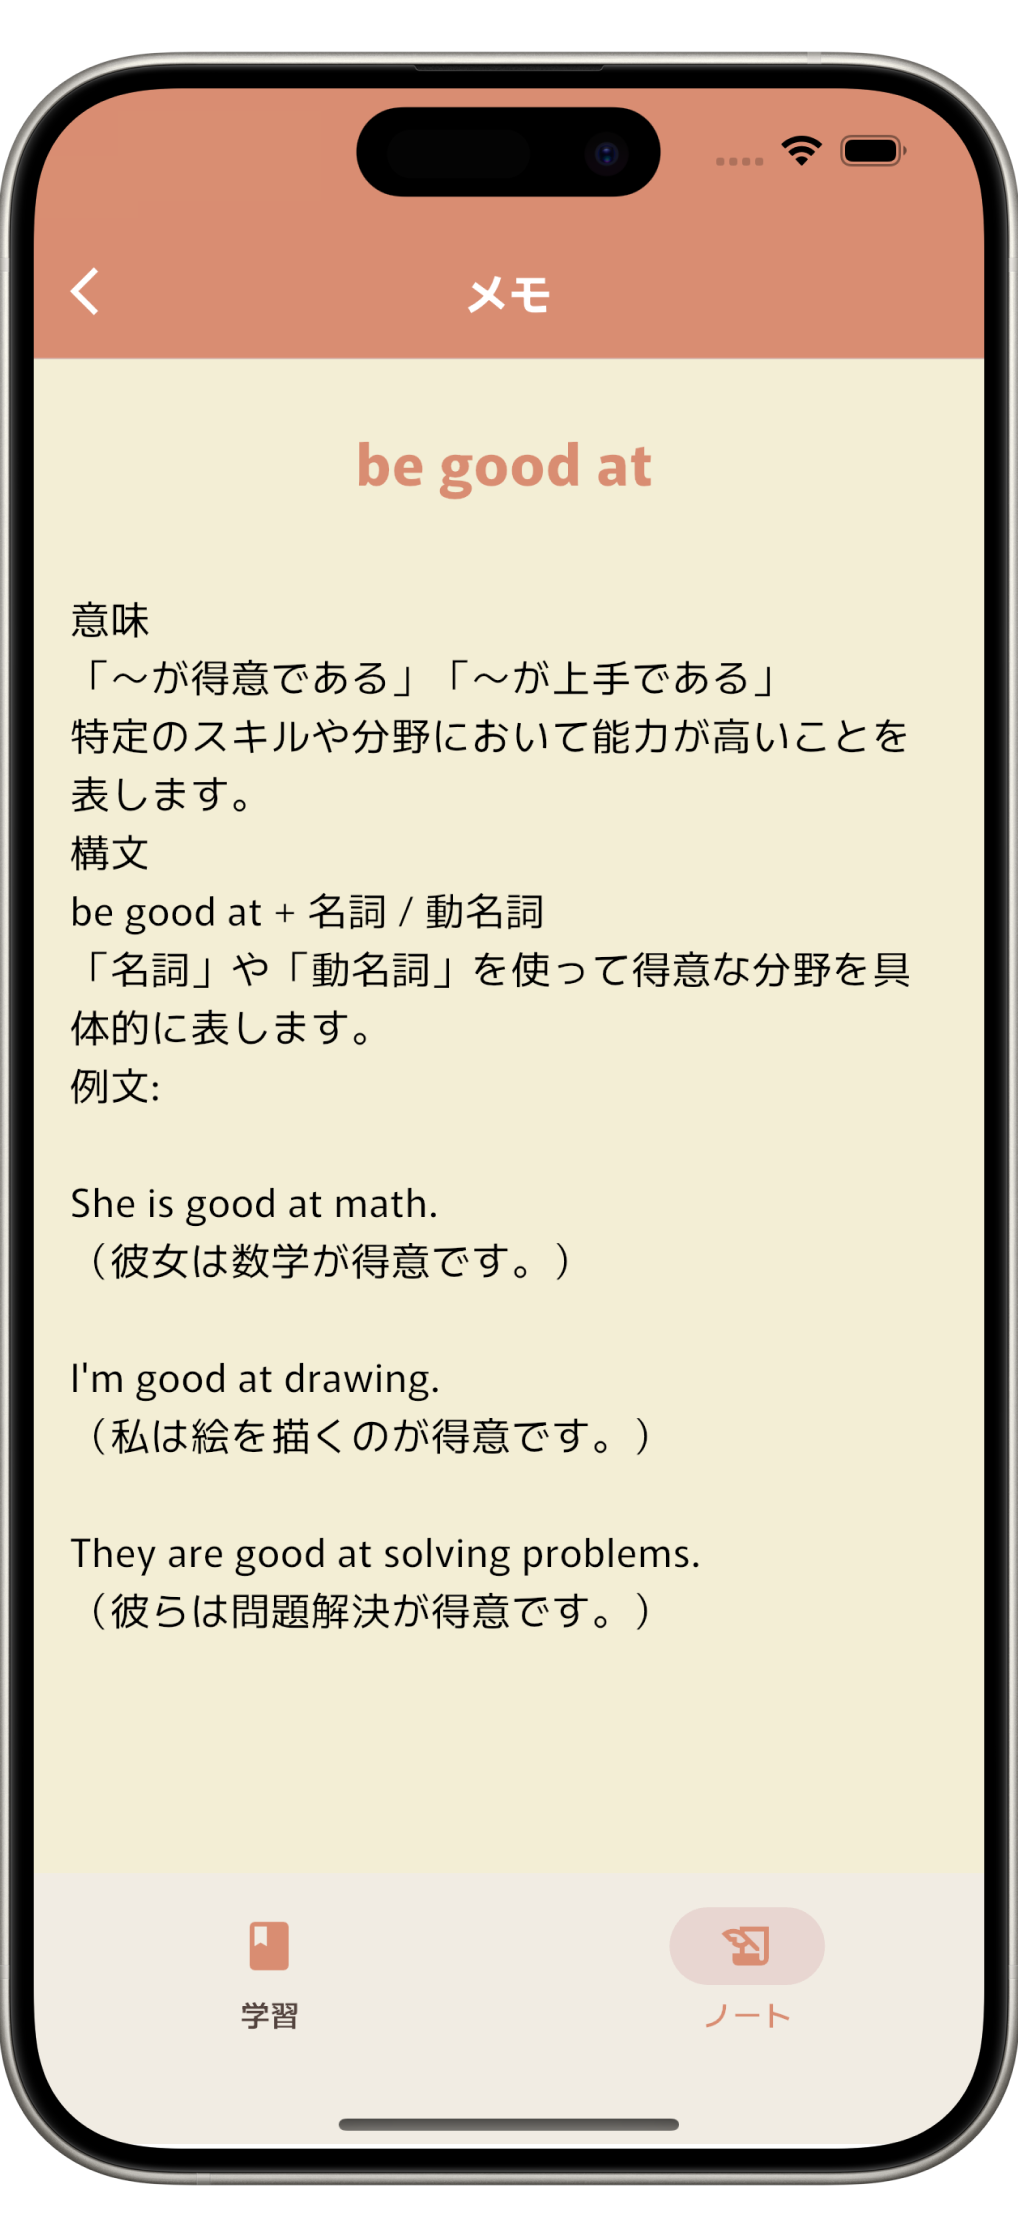 メモ
be good at
意味
「〜が得意である」「〜が上手である」
特定のスキルや分野において能力が高いことを
表します。
構文
be good at + 名詞 / 動名詞
「名詞」や「動名詞」を使って得意な分野を具
体的に表します。
例文:
She is good at math.
（彼女は数学が得意です。）
I'm good at drawing.
（私は絵を描くのが得意です。）
They are good at solving problems.
（彼らは問題解決が得意です。）
学習
ノート